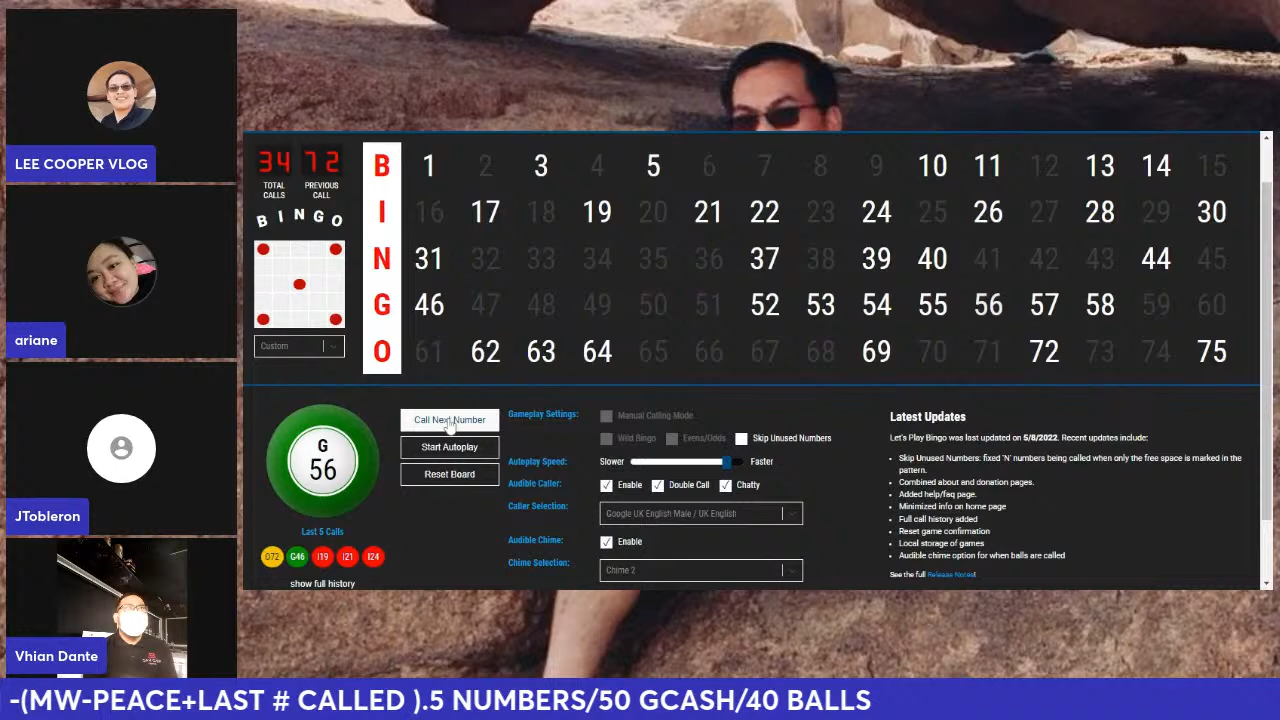 LEE COOPER VLOG
ariane
JTobleron
Vhian Dante
34 72
TOTAL CALLS
PREVIOUS CALL
BINGO
Custom
B 1 2 3 4 5 6 7 8 9 10 11 12 13 14 15
I 16 17 18 19 20 21 22 23 24 25 26 27 28 29 30
N 31 32 33 34 35 36 37 38 39 40 41 42 43 44 45
G 46 47 48 49 50 51 52 53 54 55 56 57 58 59 60
O 61 62 63 64 65 66 67 68 69 70 71 72 73 74 75
G
56
Last 5 Calls
O72 G46 I19 I21 I24
show full history
Call Next Number
Start Autoplay
Reset Board
Gameplay Settings:
Manual Calling Mode
Wild Bingo Evens/Odds Skip Unused Numbers
Autoplay Speed: Slower Faster
Audible Caller: Enable Double Call Chatty
Caller Selection: Google UK English Male / UK English
Audible Chime: Enable
Chime Selection: Chime 2
Latest Updates
Let's Play Bingo was last updated on 5/8/2022. Recent updates include:
Skip Unused Numbers: fixed 'N' numbers being called when only the free space is marked in the
pattern.
Combined about and donation pages.
Added help/faq page.
Minimized info on home page
Full call history added
Reset game confirmation
Local storage of games
Audible chime option for when balls are called
See the full Release Notes!
-(MW-PEACE+LAST # CALLED ).5 NUMBERS/50 GCASH/40 BALLS